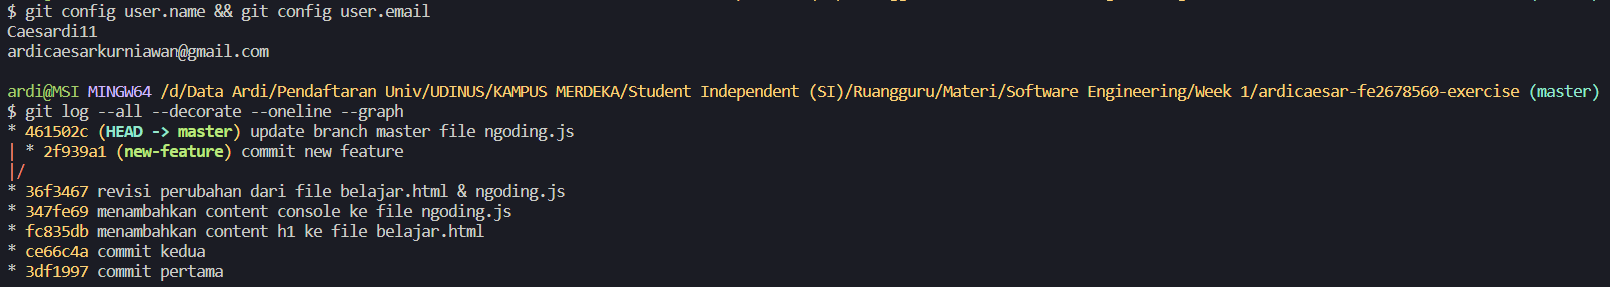 $ git config user.name && git config user.email
Caesardi11
ardicaesarkurniawan@gmail.com
ardi@MSI MINGW64 /d/Data Ardi/Pendaftaran Univ/UDINUS/KAMPUS MERDEKA/Student Independent (SI)/Ruangguru/Materi/Software Engineering/Week 1/ardicaesar-fe2678560-exercise (master)
$ git log --all --decorate --oneline --graph
* 461502c (HEAD -> master) update branch master file ngoding.js
| * 2f939a1 (new-feature) commit new feature
|/
* 36f3467 revisi perubahan dari file belajar.html & ngoding.js
* 347fe69 menambahkan content console ke file ngoding.js
* fc835db menambahkan content h1 ke file belajar.html
* ce66c4a commit kedua
* 3df1997 commit pertama